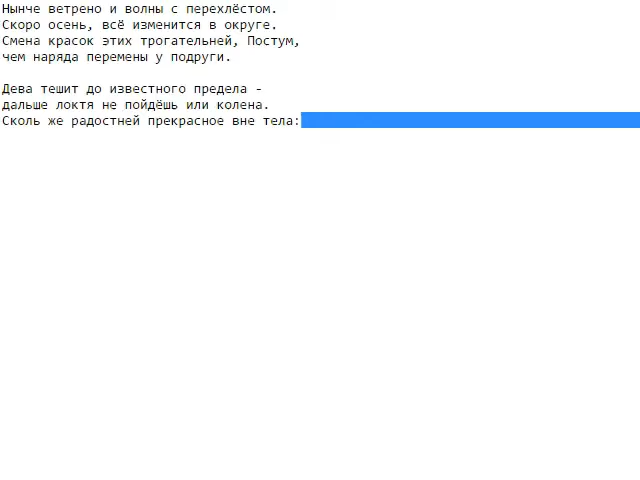 Нынче ветрено и волны с перехлёстом.
Скоро осень, всё изменится в округе.
Смена красок этих трогательней, Постум,
чем наряда перемены у подруги.

Дева тешит до известного предела -
дальше локтя не пойдёшь или колена.
Сколь же радостней прекрасное вне тела: